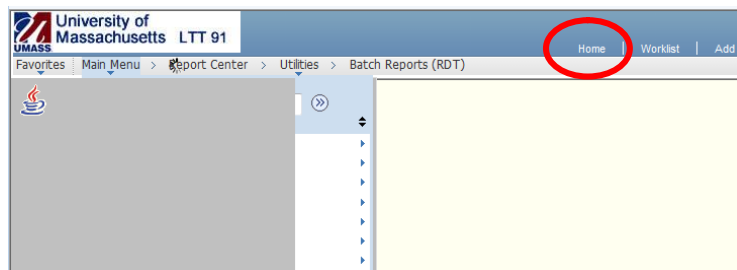 University of
Massachusetts LTT 91
UMASS
Home | Worklist | Add
Favorites Main Menu > Report Center > Utilities > Batch Reports (RDT)